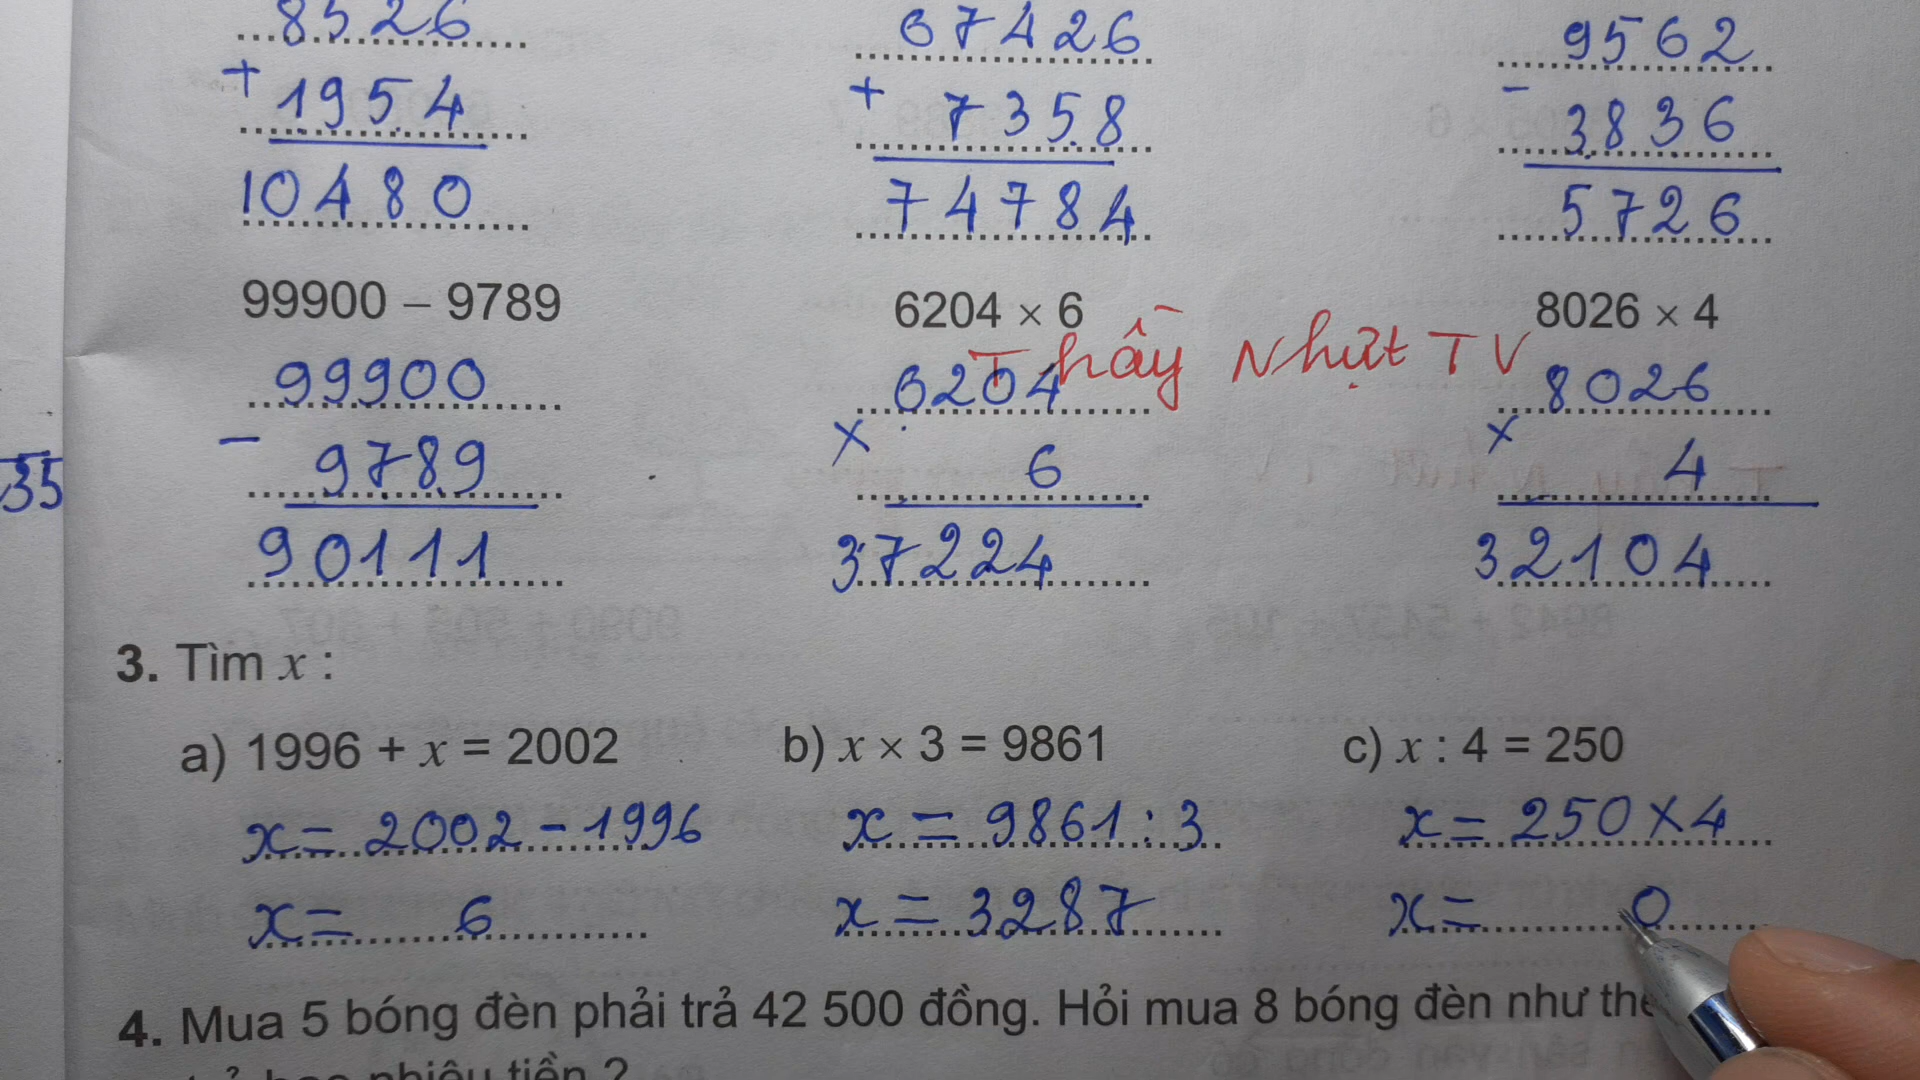 8526
67426
9562
+ 1954
+ 7358
- 3836
10480
74784
5726
99900 – 9789
6204 × 6
8026 × 4
Thầy Nhựt TV
99900
6204
8026
- 9789
× 6
× 4
35
90111
37224
32104
3. Tìm x :
a) 1996 + x = 2002
b) x × 3 = 9861
c) x : 4 = 250
x = 2002 - 1996
x = 9861 : 3
x = 250 × 4
x = 6
x = 3287
x = 0
4. Mua 5 bóng đèn phải trả 42 500 đồng. Hỏi mua 8 bóng đèn như
nhiêu tiền ?